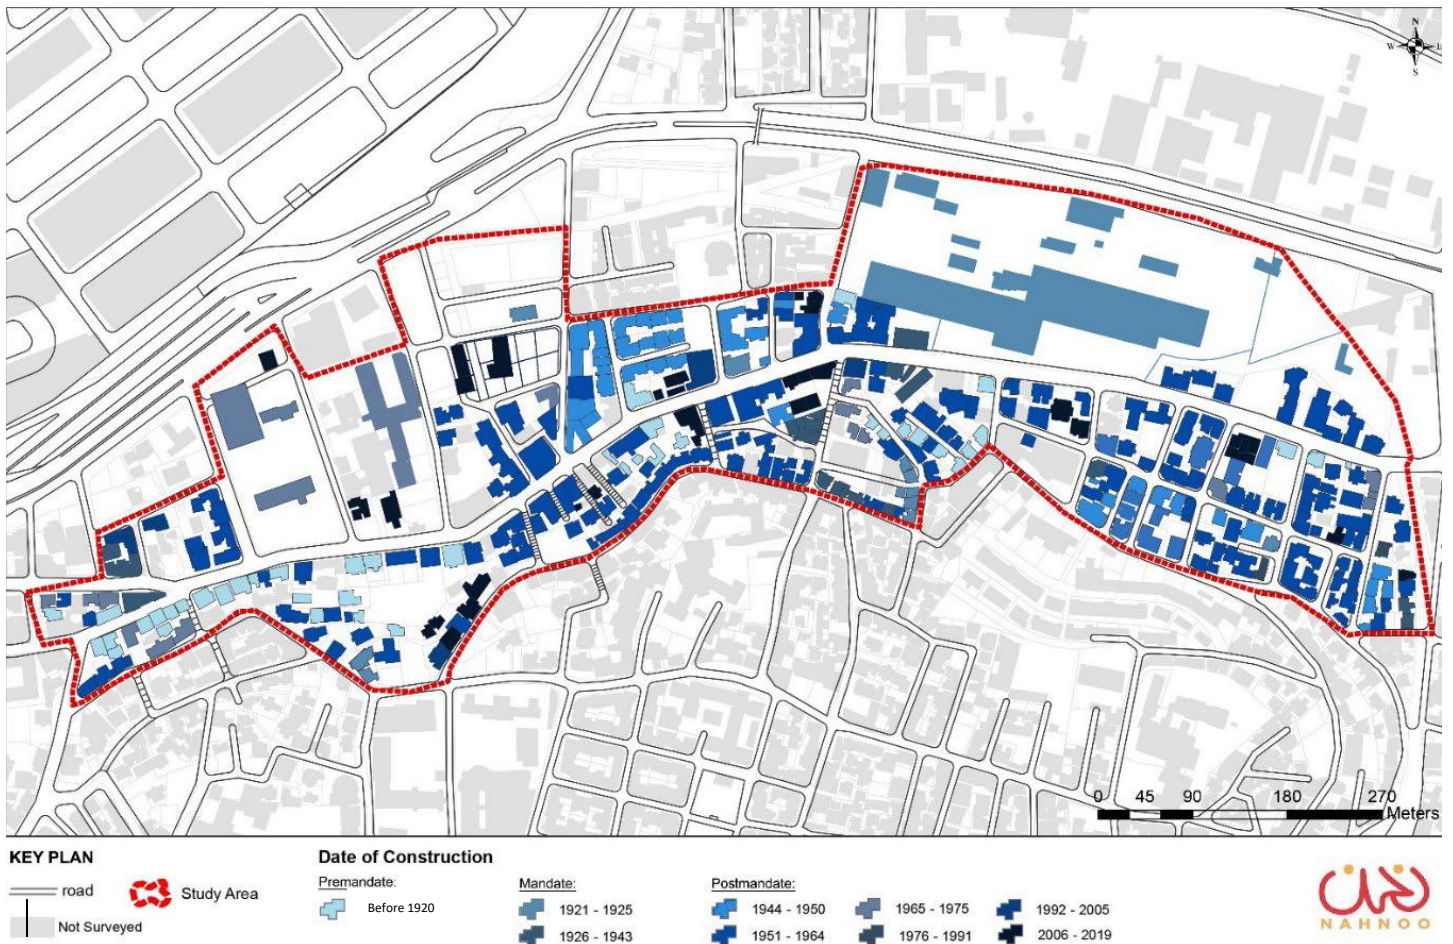 N
W E
S
0 45 90 180 270
Meters
KEY PLAN
road
Study Area
Not Surveyed
Date of Construction
Premandate:
Before 1920
Mandate:
1921 - 1925
1926 - 1943
Postmandate:
1944 - 1950
1951 - 1964
1965 - 1975
1976 - 1991
1992 - 2005
2006 - 2019
نحن
NAHNOO